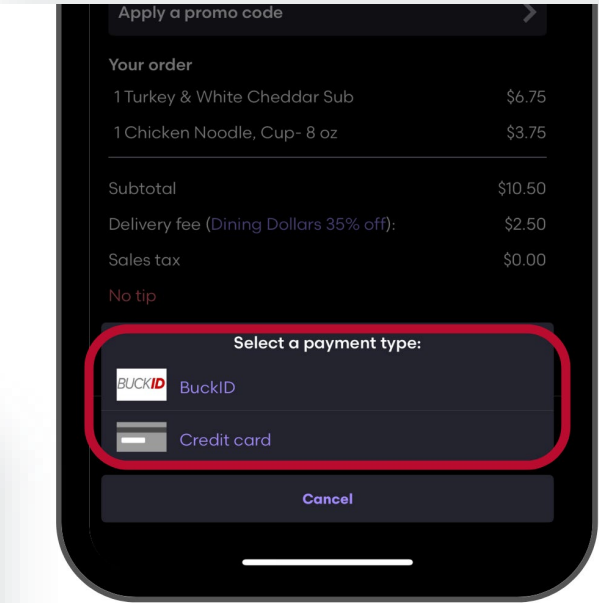 Apply a promo code
Your order
1 Turkey & White Cheddar Sub $6.75
1 Chicken Noodle, Cup- 8 oz $3.75
Subtotal $10.50
Delivery fee (Dining Dollars 35% off): $2.50
Sales tax $0.00
No tip
Select a payment type:
BUCKID BuckID
Credit card
Cancel